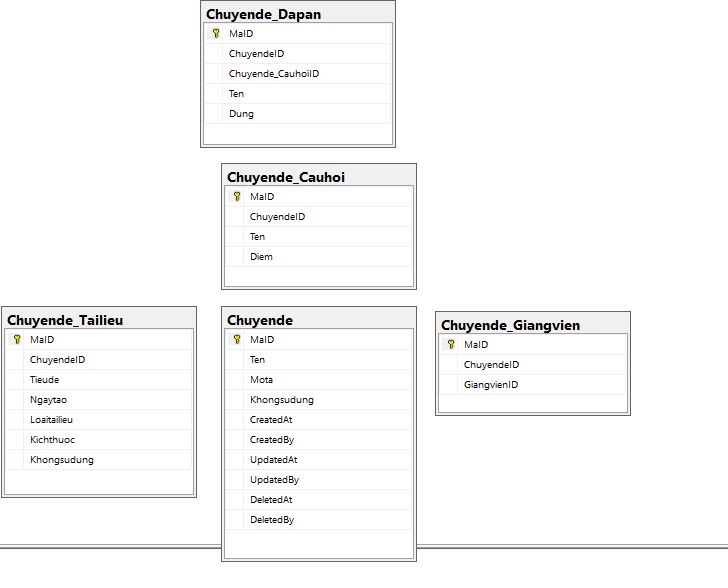 Chuyende_Dapan
MaID
ChuyendeID
Chuyende_CauhoiID
Ten
Dung
Chuyende_Cauhoi
MaID
ChuyendeID
Ten
Diem
Chuyende_Tailieu
MaID
ChuyendeID
Tieude
Ngaytao
Loaitailieu
Kichthuoc
Khongsudung
Chuyende
MaID
Ten
Mota
Khongsudung
CreatedAt
CreatedBy
UpdatedAt
UpdatedBy
DeletedAt
DeletedBy
Chuyende_Giangvien
MaID
ChuyendeID
GiangvienID